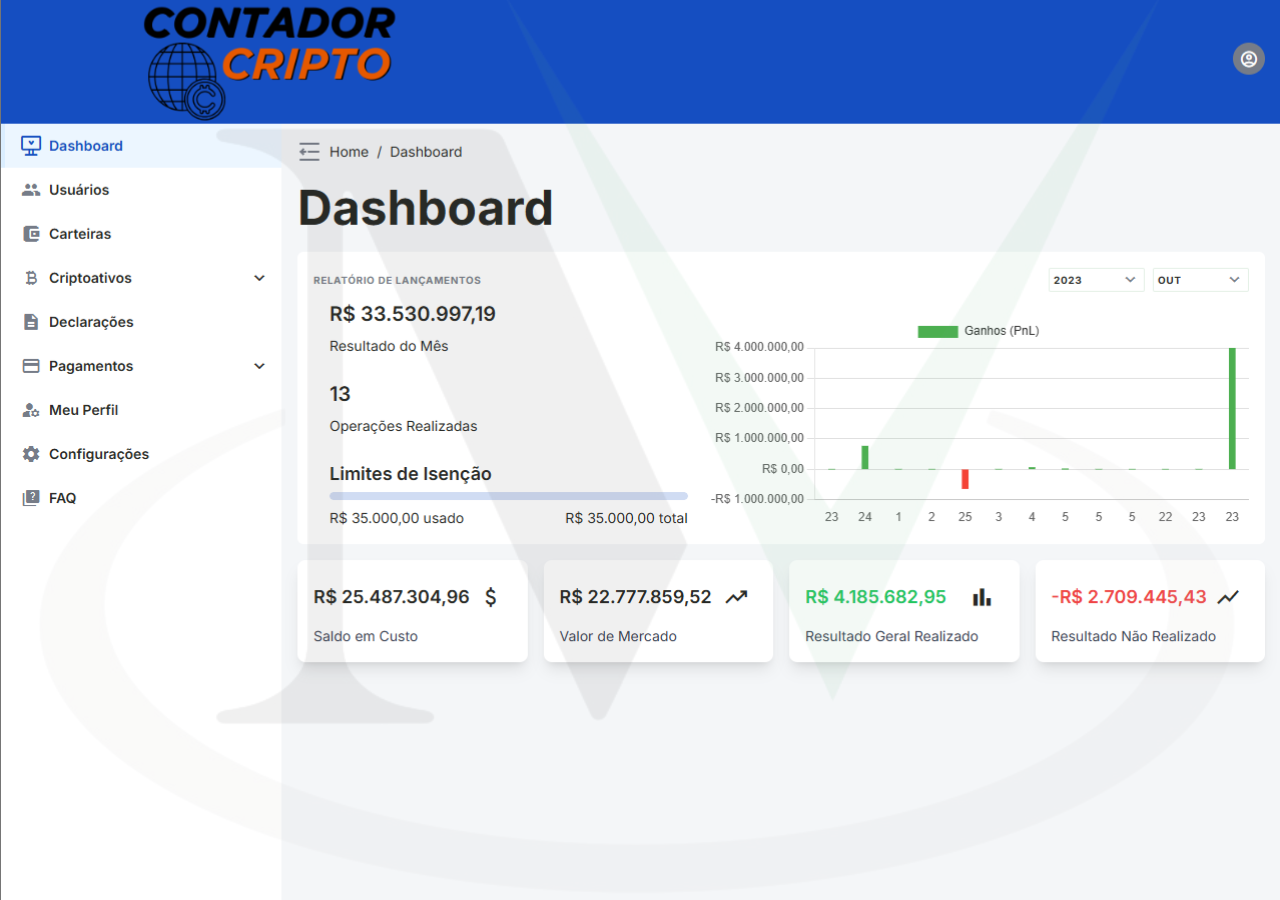 CONTADOR
CRIPTO
Dashboard
Usuários
Carteiras
Criptoativos
Declarações
Pagamentos
Meu Perfil
Configurações
FAQ
Home / Dashboard
Dashboard
RELATÓRIO DE LANÇAMENTOS
2023 OUT
R$ 33.530.997,19
Resultado do Mês
13
Operações Realizadas
Limites de Isenção
R$ 35.000,00 usado R$ 35.000,00 total
Ganhos (PnL)
R$ 4.000.000,00
R$ 3.000.000,00
R$ 2.000.000,00
R$ 1.000.000,00
R$ 0,00
-R$ 1.000.000,00
23 24 1 2 25 3 4 5 5 5 22 23 23
R$ 25.487.304,96 $
Saldo em Custo
R$ 22.777.859,52
Valor de Mercado
R$ 4.185.682,95
Resultado Geral Realizado
-R$ 2.709.445,43
Resultado Não Realizado